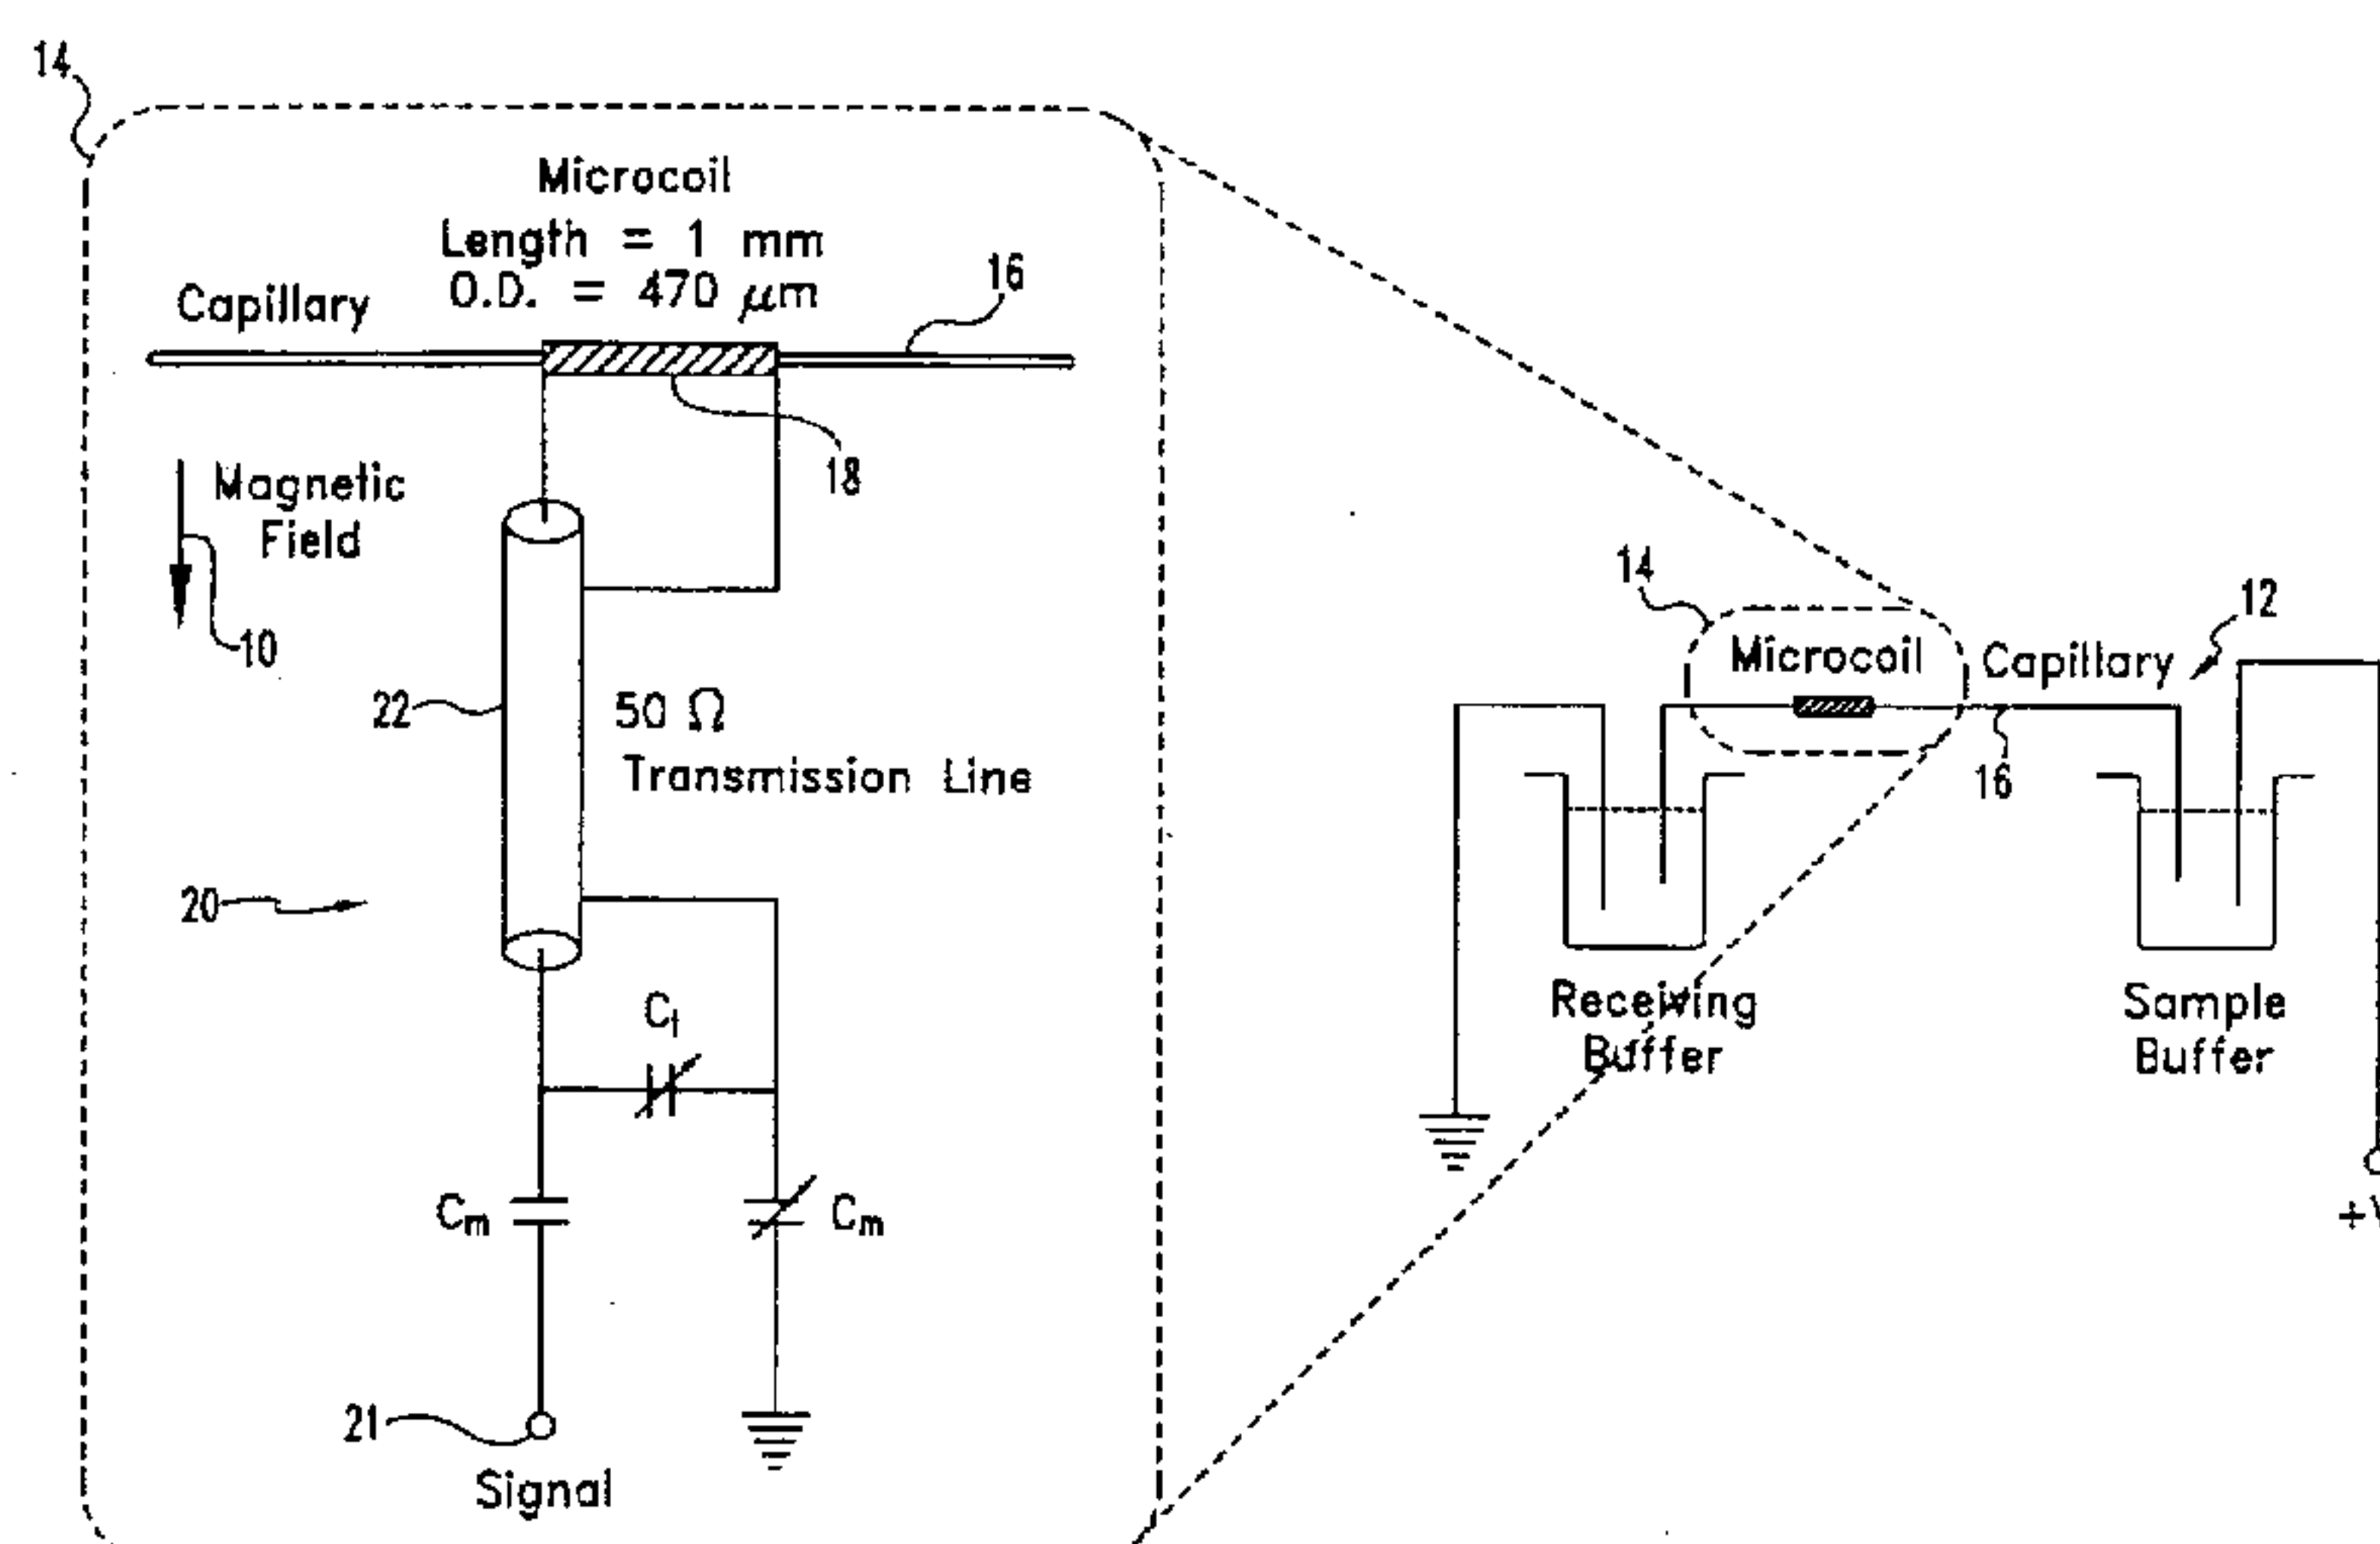 14
Microcoil
Length = 1 mm
O.D. = 470 μm
Capillary
16
18
Magnetic
Field
10
22
50 Ω
Transmission Line
20
Ct
Cm
Cm
21
Signal
14
Microcoil
Capillary
12
16
Receiving
Buffer
Sample
Buffer